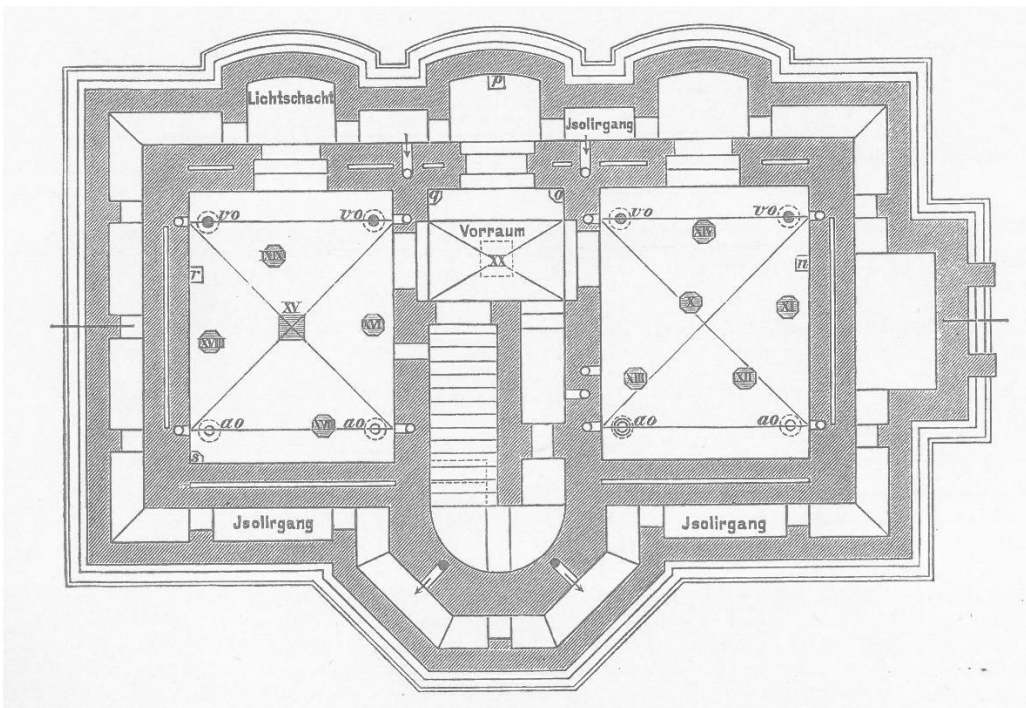 Lichtschacht
p
Jsolirgang
q
o
vo
vo
Vorraum
XX
vo
vo
XIV
XIX
r
n
XV
X
XI
XVIII
XVI
XIII
XII
ao
XVII
ao
ao
ao
s
Jsolirgang
Jsolirgang